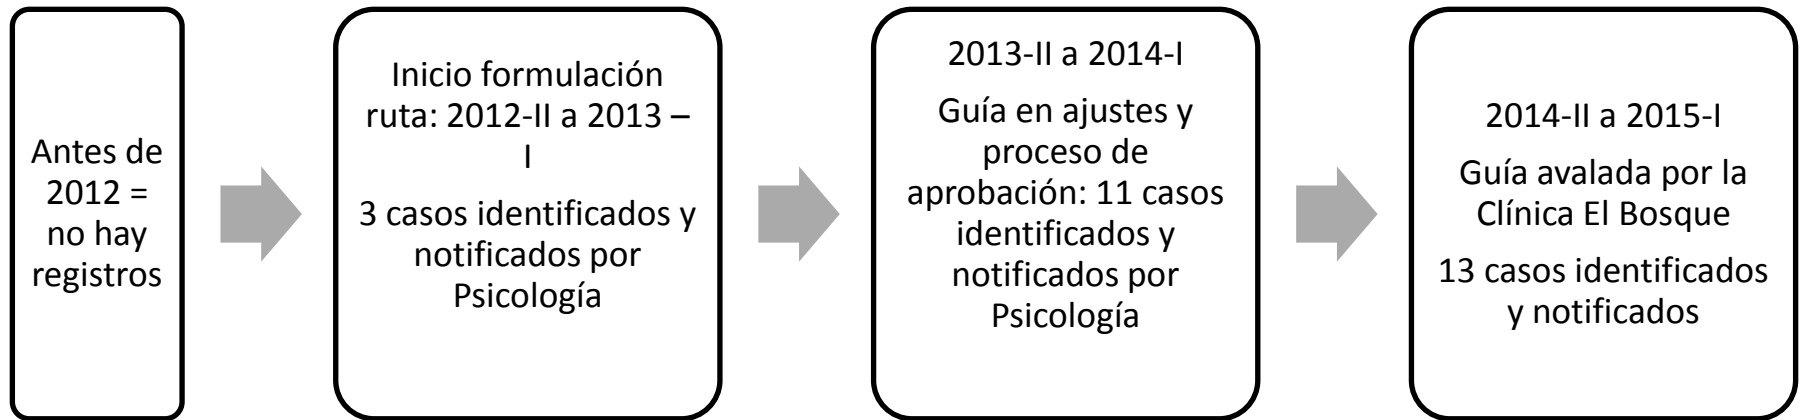 Antes de
2012 =
no hay
registros
Inicio formulación
ruta: 2012-II a 2013 –
I
3 casos identificados y
notificados por
Psicología
2013-II a 2014-I
Guía en ajustes y
proceso de
aprobación: 11 casos
identificados y
notificados por
Psicología
2014-II a 2015-I
Guía avalada por la
Clínica El Bosque
13 casos identificados
y notificados